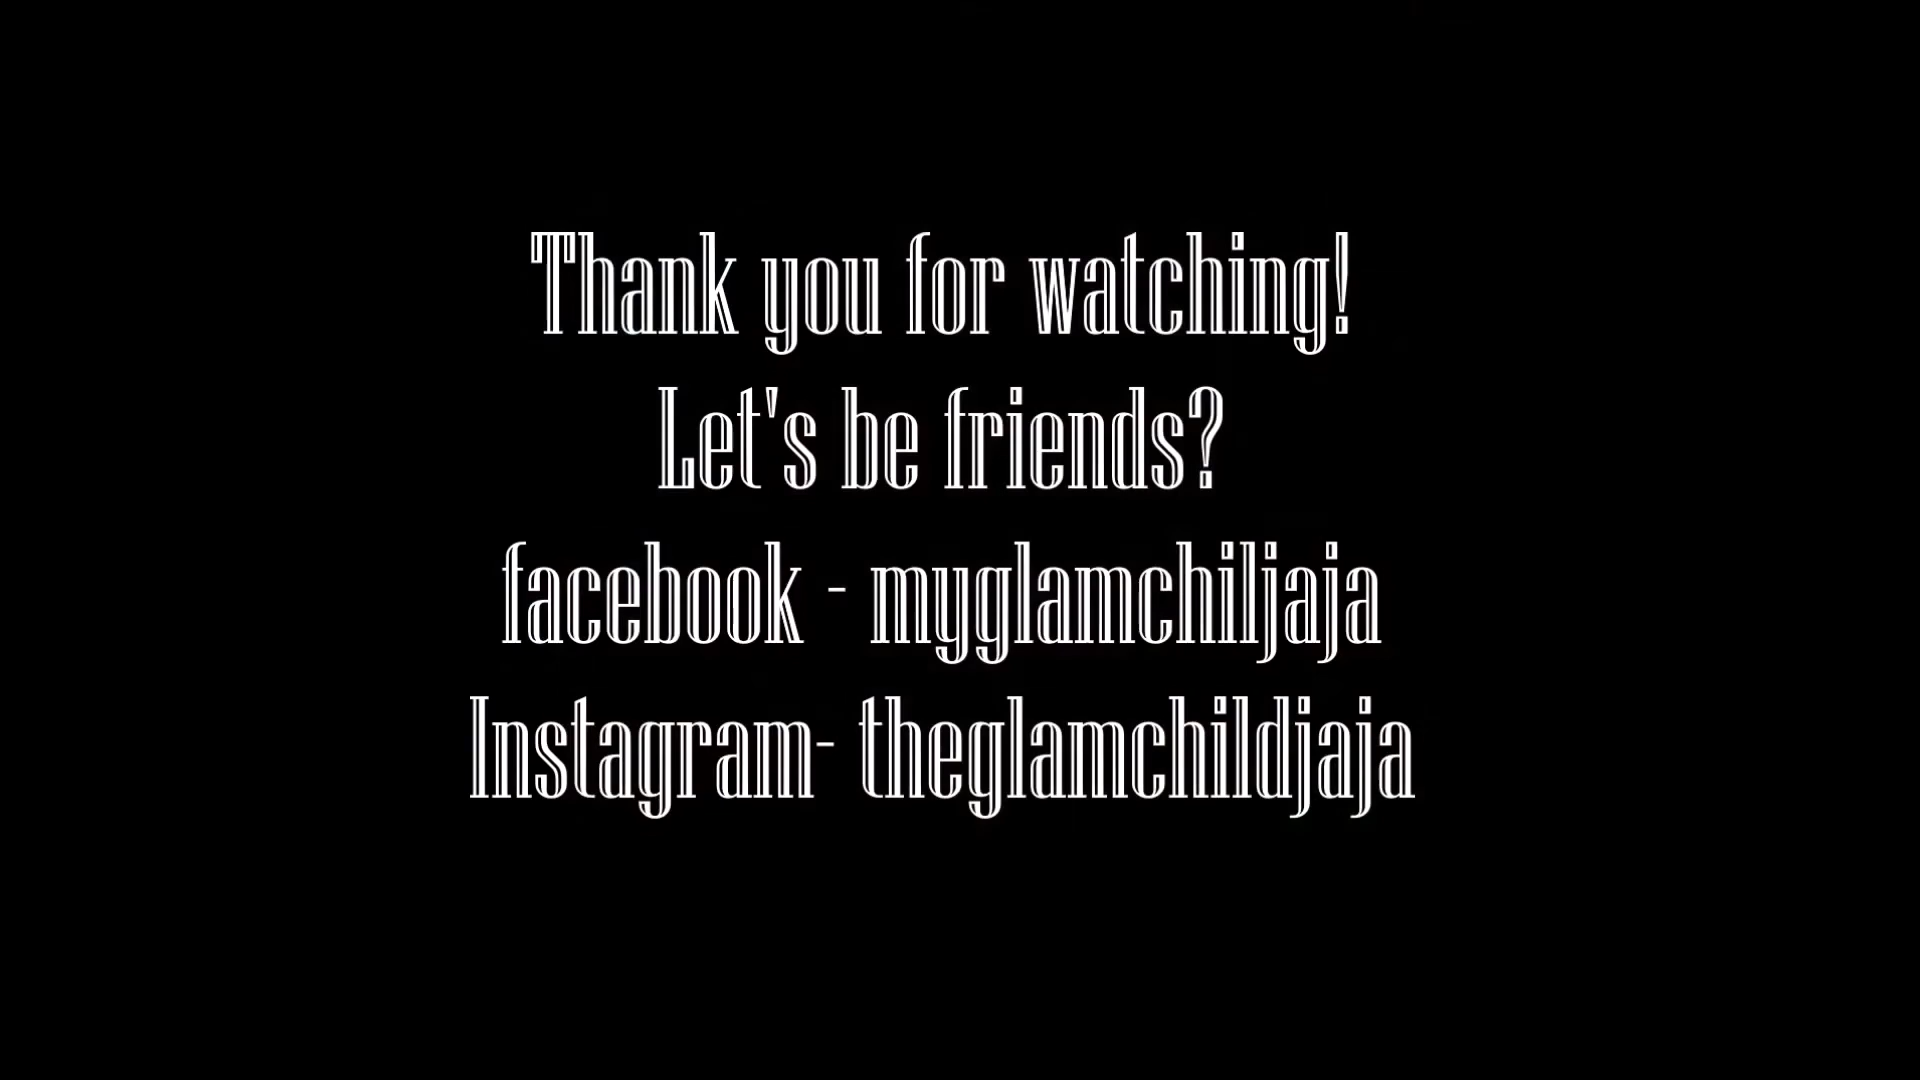 Thank you for watching!
Let's be friends?
facebook - myglamchiljaja
Instagram- theglamchildjaja